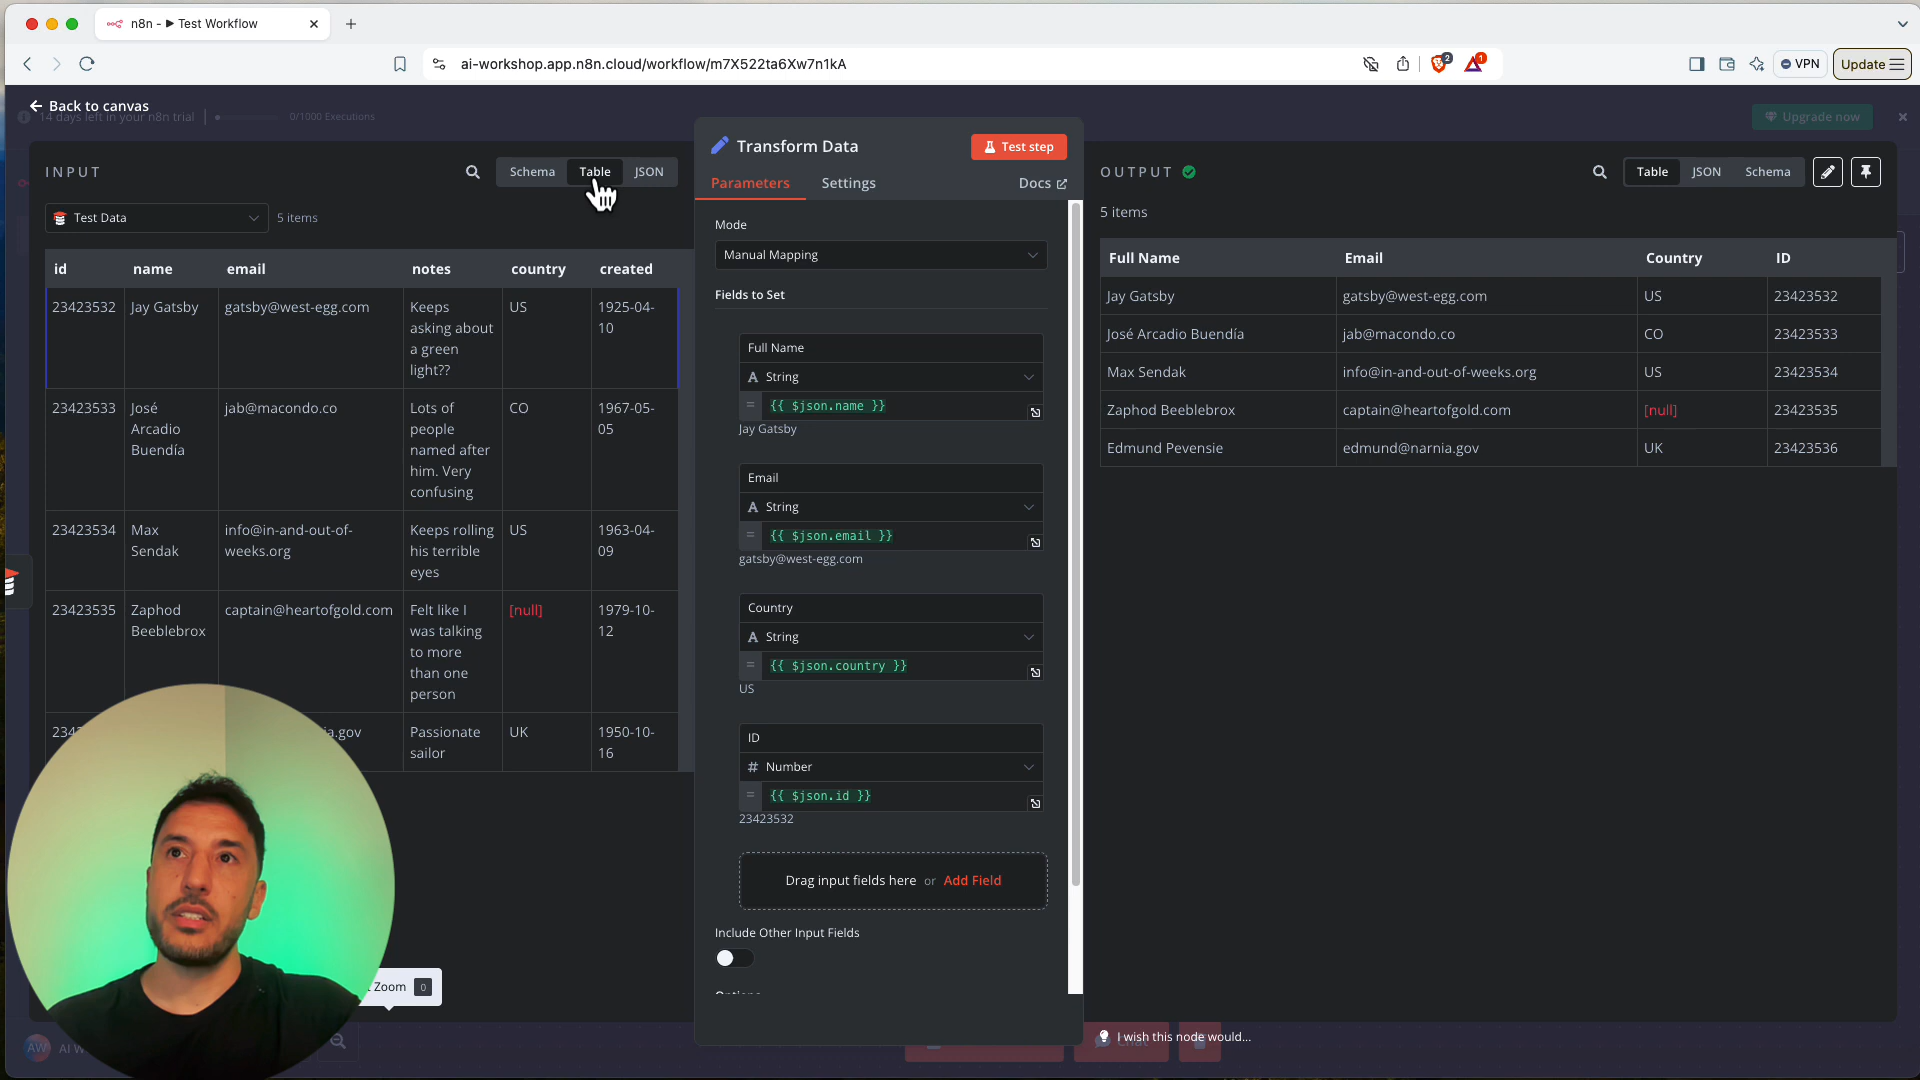 n8n - ▶ Test Workflow
ai-workshop.app.n8n.cloud/workflow/m7X522ta6Xw7n1kA
2
1
VPN
Update
Back to canvas
14 days left in your n8n trial
0/1000 Executions
Upgrade now
INPUT
Schema
Table
JSON
Test Data
5 items
id name email notes country created
23423532 Jay Gatsby gatsby@west-egg.com Keeps US 1925-04-
asking about 10
a green
light??
23423533 José jab@macondo.co Lots of CO 1967-05-
Arcadio people 05
Buendía named after
him. Very
confusing
23423534 Max info@in-and-out-of- Keeps rolling US 1963-04-
Sendak weeks.org his terrible 09
eyes
23423535 Zaphod captain@heartofgold.com Felt like I [null] 1979-10-
Beeblebrox was talking 12
to more
than one
person
Passionate UK 1950-10-
sailor 16
Zoom 0
AW AI W
Transform Data
Test step
Parameters
Settings
Docs
Mode
Manual Mapping
Fields to Set
Full Name
A String
= {{ $json.name }}
Jay Gatsby
Email
A String
= {{ $json.email }}
gatsby@west-egg.com
Country
A String
= {{ $json.country }}
US
ID
# Number
= {{ $json.id }}
23423532
Drag input fields here or Add Field
Include Other Input Fields
I wish this node would...
OUTPUT
Table
JSON
Schema
5 items
Full Name Email Country ID
Jay Gatsby gatsby@west-egg.com US 23423532
José Arcadio Buendía jab@macondo.co CO 23423533
Max Sendak info@in-and-out-of-weeks.org US 23423534
Zaphod Beeblebrox captain@heartofgold.com [null] 23423535
Edmund Pevensie edmund@narnia.gov UK 23423536